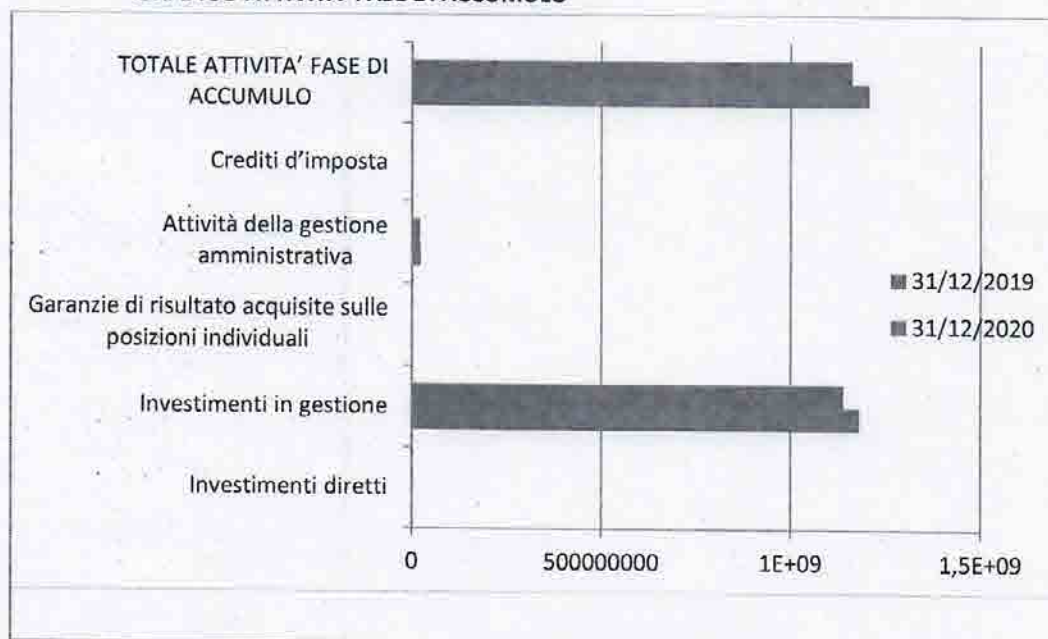 TOTALE ATTIVITA’ FASE DI
ACCUMULO
Crediti d’imposta
Attività della gestione
amministrativa
Garanzie di risultato acquisite sulle
posizioni individuali
Investimenti in gestione
Investimenti diretti
0
500000000
1E+09
1,5E+09
31/12/2019
31/12/2020